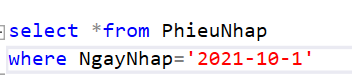 select *from PhieuNhap
where NgayNhap='2021-10-1'